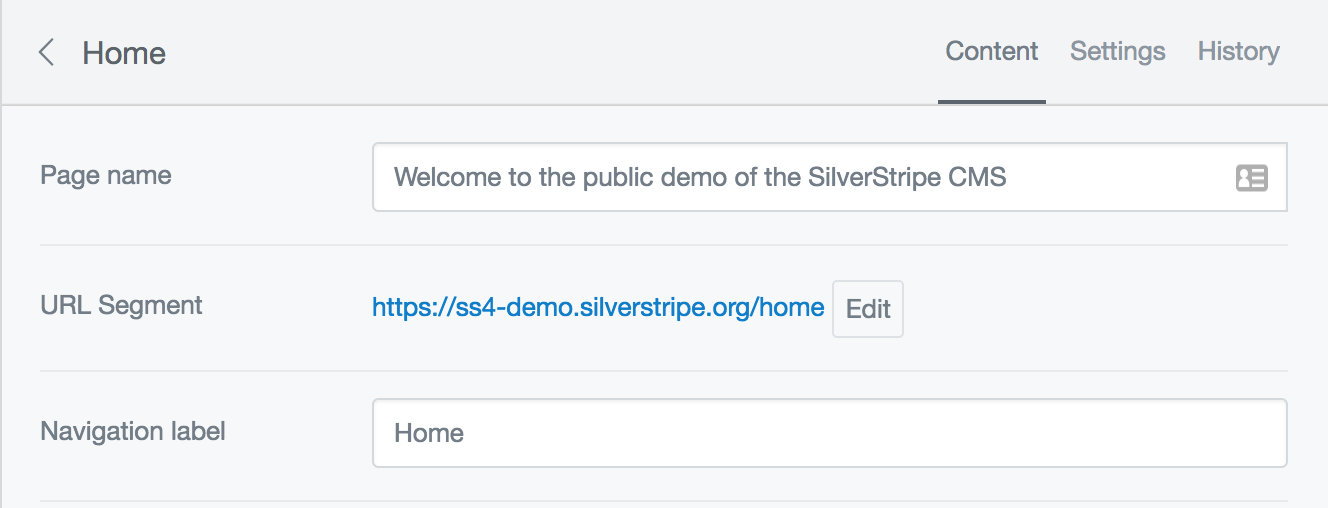 Home
Content Settings History
Page name
Welcome to the public demo of the SilverStripe CMS
URL Segment
https://ss4-demo.silverstripe.org/home Edit
Navigation label
Home